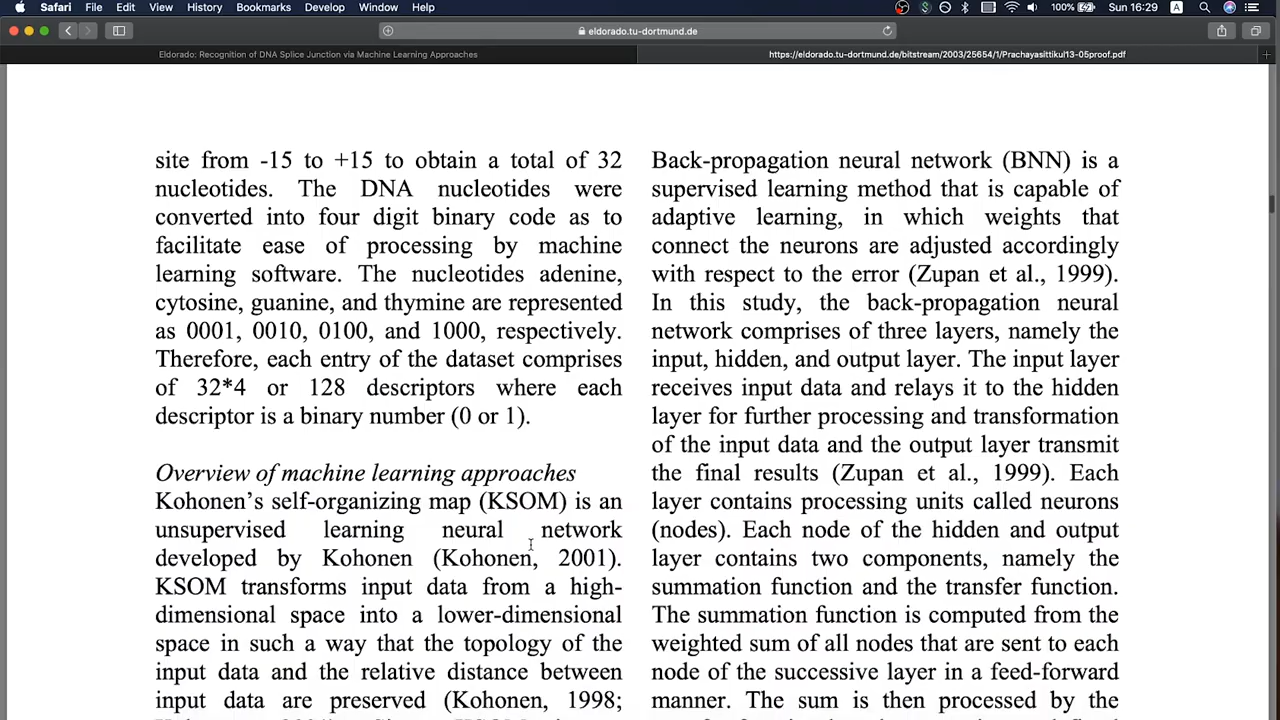 Safari File Edit View History Bookmarks Develop Window Help 100% Sun 16:29 A
eldorado.tu-dortmund.de
Eldorado: Recognition of DNA Splice Junction via Machine Learning Approaches
https://eldorado.tu-dortmund.de/bitstream/2003/25654/1/Prachayasittikul13-05proof.pdf
site from -15 to +15 to obtain a total of 32
nucleotides. The DNA nucleotides were
converted into four digit binary code as to
facilitate ease of processing by machine
learning software. The nucleotides adenine,
cytosine, guanine, and thymine are represented
as 0001, 0010, 0100, and 1000, respectively.
Therefore, each entry of the dataset comprises
of 32*4 or 128 descriptors where each
descriptor is a binary number (0 or 1).
Overview of machine learning approaches
Kohonen's self-organizing map (KSOM) is an
unsupervised learning neural network
developed by Kohonen (Kohonen, 2001).
KSOM transforms input data from a high-
dimensional space into a lower-dimensional
space in such a way that the topology of the
input data and the relative distance between
input data are preserved (Kohonen, 1998;
Back-propagation neural network (BNN) is a
supervised learning method that is capable of
adaptive learning, in which weights that
connect the neurons are adjusted accordingly
with respect to the error (Zupan et al., 1999).
In this study, the back-propagation neural
network comprises of three layers, namely the
input, hidden, and output layer. The input layer
receives input data and relays it to the hidden
layer for further processing and transformation
of the input data and the output layer transmit
the final results (Zupan et al., 1999). Each
layer contains processing units called neurons
(nodes). Each node of the hidden and output
layer contains two components, namely the
summation function and the transfer function.
The summation function is computed from the
weighted sum of all nodes that are sent to each
node of the successive layer in a feed-forward
manner. The sum is then processed by the